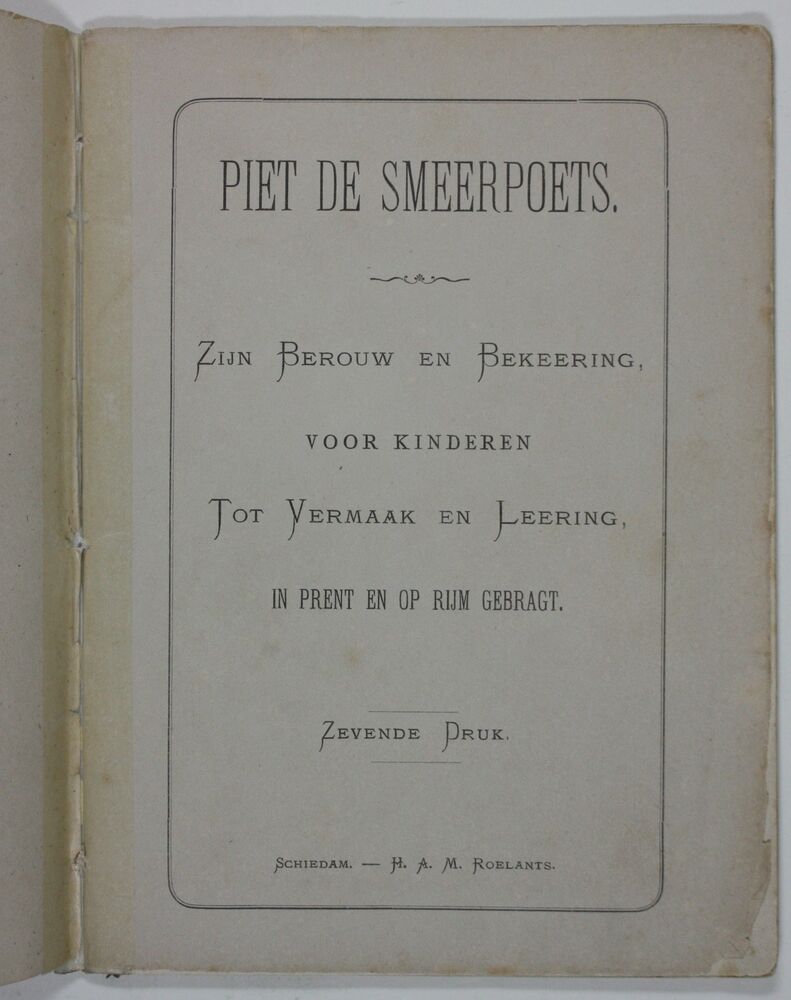 PIET DE SMEERPOETS.
ZIJN BEROUW EN BEKEERING,
VOOR KINDEREN
TOT VERMAAK EN LEERING,
IN PRENT EN OP RIJM GEBRAGT.
ZEVENDE DRUK.
SCHIEDAM. — H. A. M. ROELANTS.